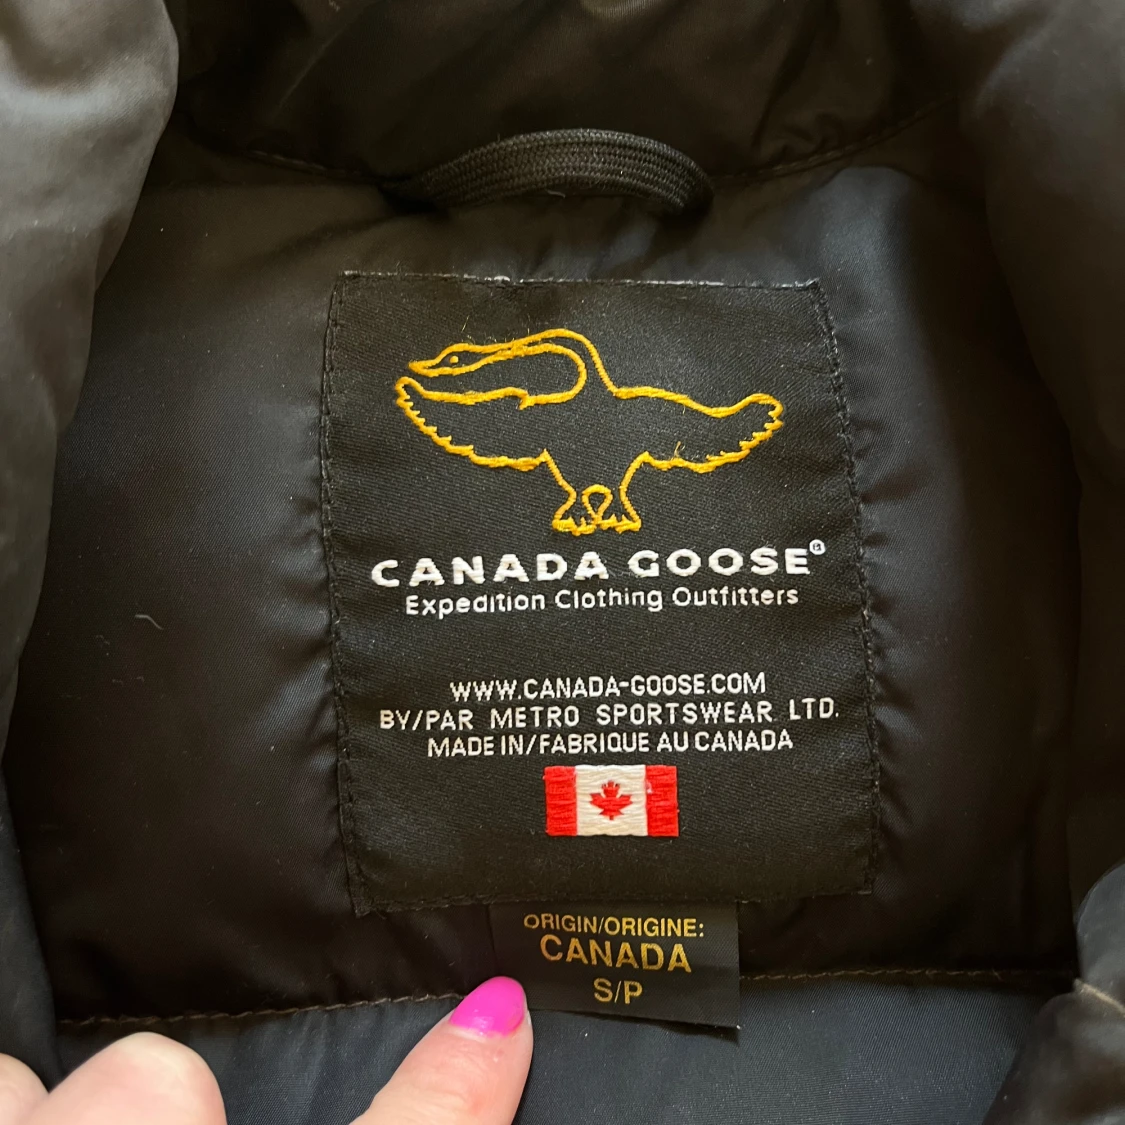 CANADA GOOSE®
Expedition Clothing Outfitters
WWW.CANADA-GOOSE.COM
BY/PAR METRO SPORTSWEAR LTD.
MADE IN/FABRIQUE AU CANADA
ORIGIN/ORIGINE:
CANADA
S/P